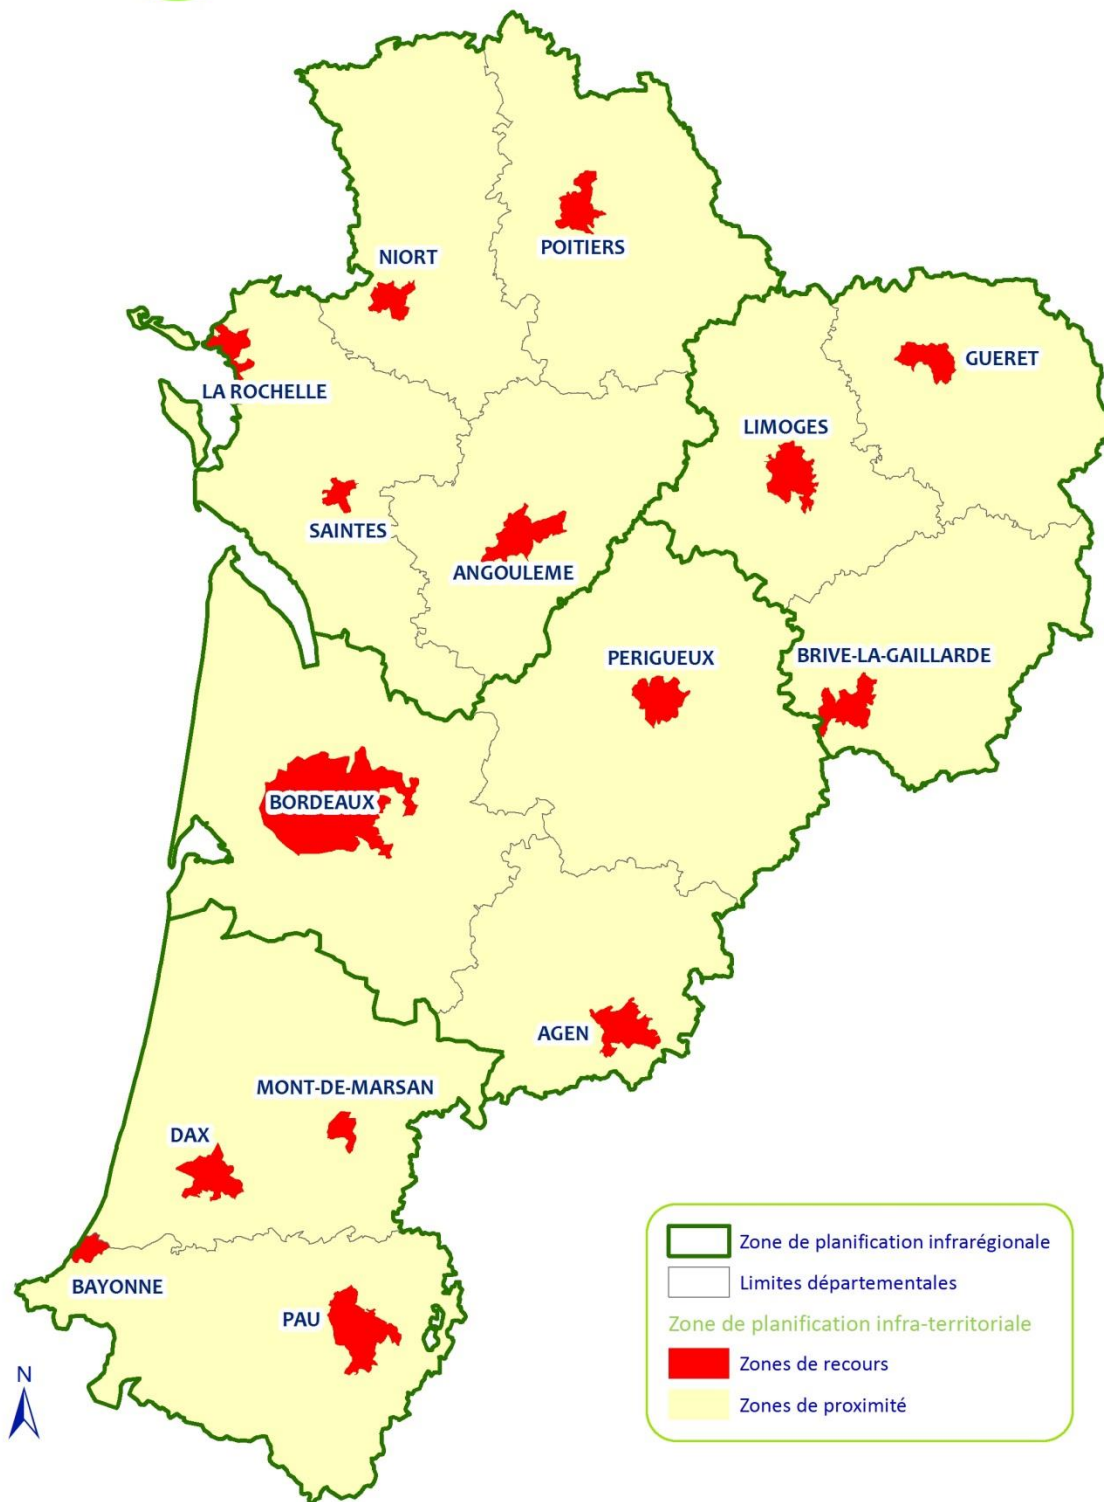 POITIERS
NIORT
GUERET
LA ROCHELLE
LIMOGES
SAINTES
ANGOULEME
PERIGUEUX
BRIVE-LA-GAILLARDE
BORDEAUX
AGEN
MONT-DE-MARSAN
DAX
BAYONNE
PAU
N
Zone de planification infrarégionale
Limites départementales
Zone de planification infra-territoriale
Zones de recours
Zones de proximité